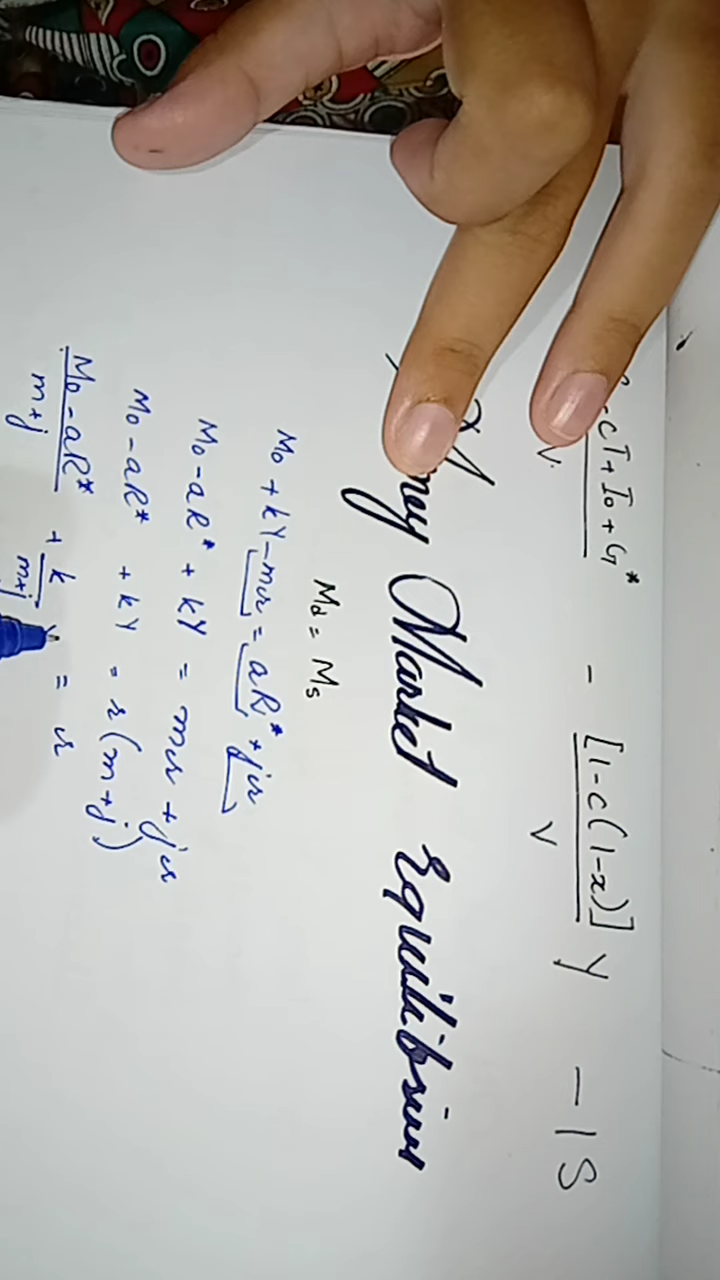 -cT + I₀ + G* / v - [1-c(1-x)] / v Y - IS
Money Market Equilibrium
Md = Ms
M₀ + kY - mr = aR* + jr
M₀ - aR* + kY = mr + jr
M₀ - aR* + kY = r(m+j)
M₀ - aR* / m+j + k / m+j Y = r